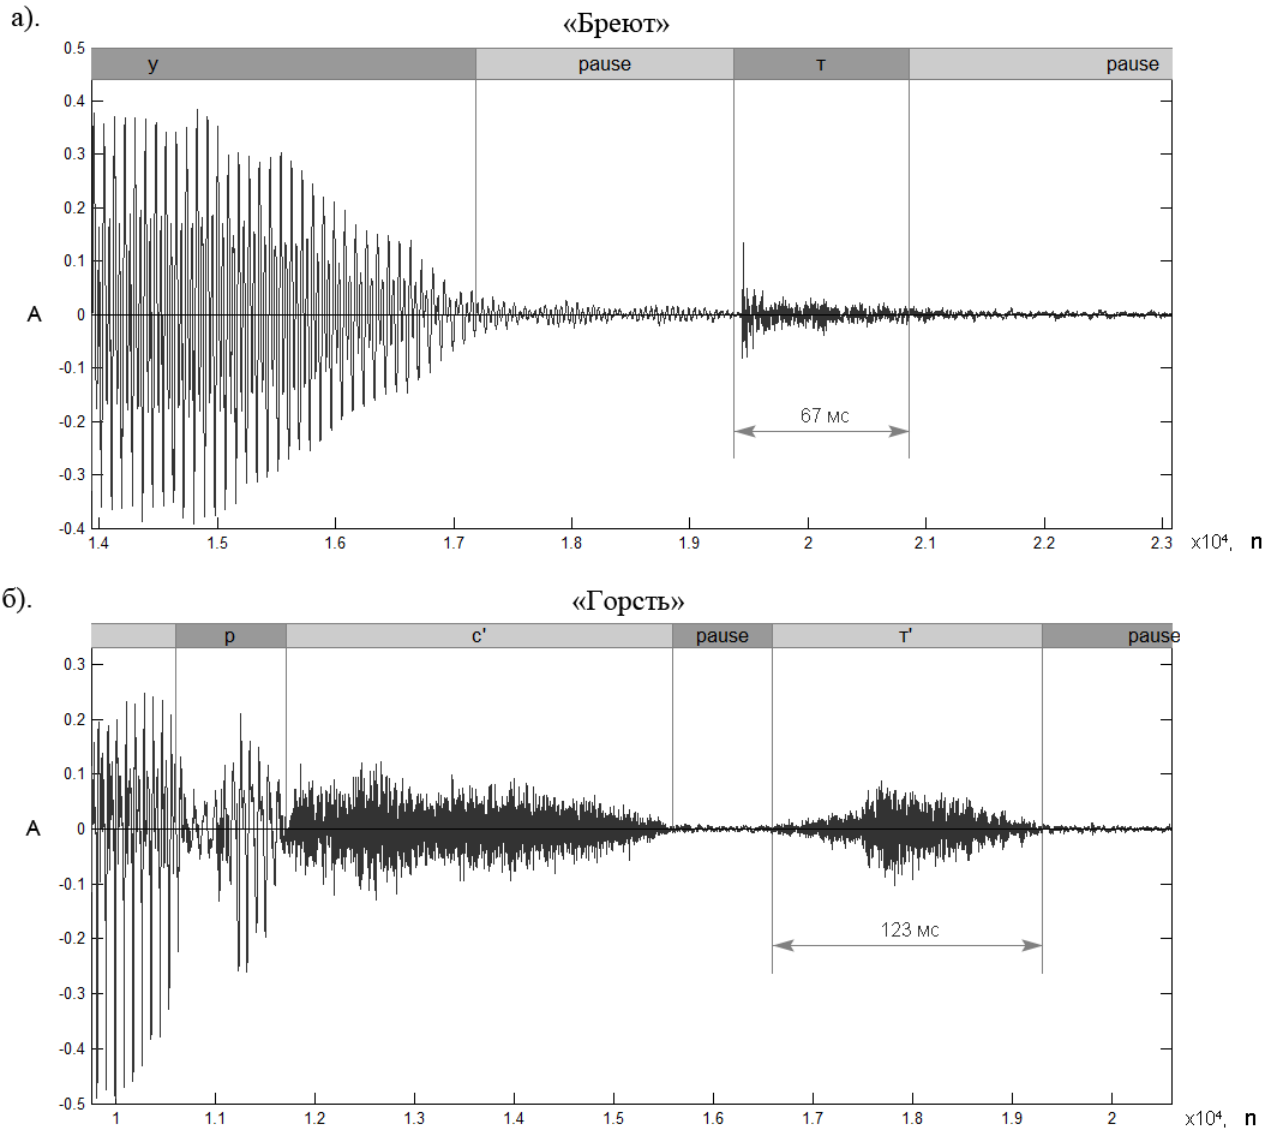 а).
«Бреют»
0.5
у pause т pause
0.4
0.3
0.2
0.1
A 0
-0.1
-0.2
67 мс
-0.3
-0.4
1.4 1.5 1.6 1.7 1.8 1.9 2 2.1 2.2 2.3 x10⁴, n
б).
«Горсть»
р с' pause т' pause
0.3
0.2
0.1
A 0
-0.1
-0.2
123 мс
-0.3
-0.4
-0.5
1 1.1 1.2 1.3 1.4 1.5 1.6 1.7 1.8 1.9 2 x10⁴, n